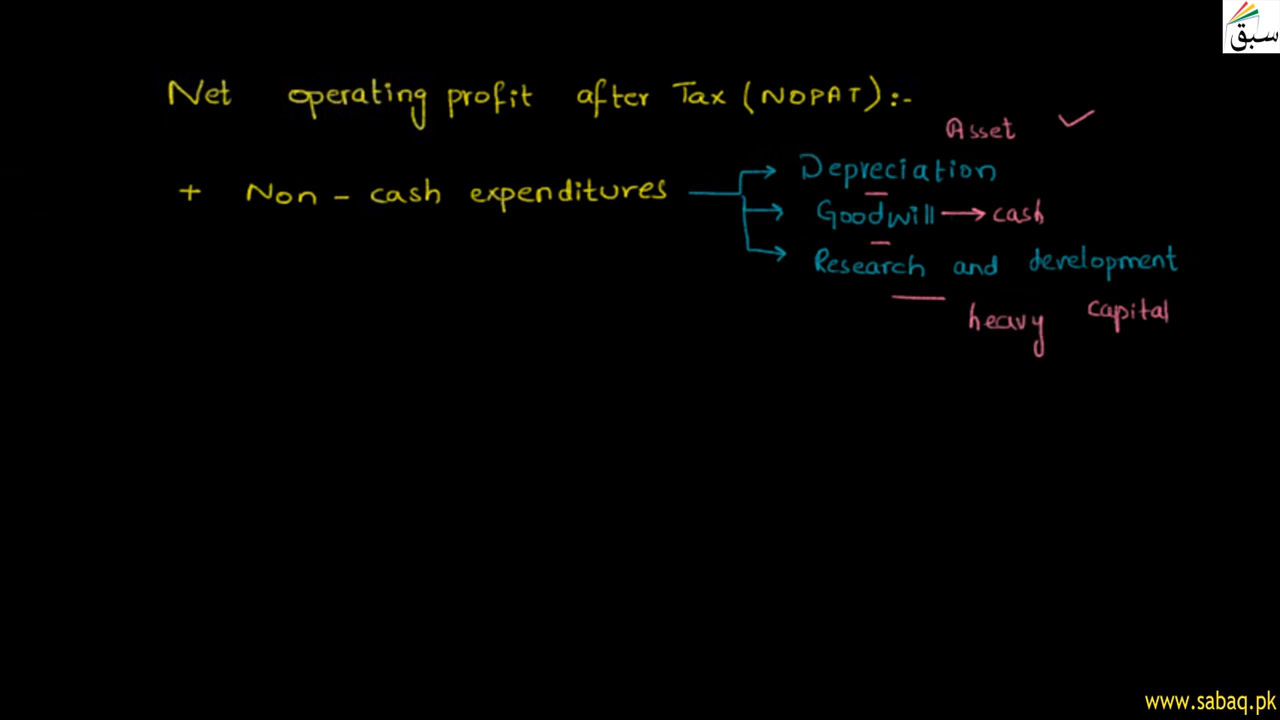 سبق
Net operating profit after Tax (NOPAT) :-
Asset
Depreciation
+ Non - cash expenditures
Goodwill → cash
Research and development
heavy capital
www.sabaq.pk